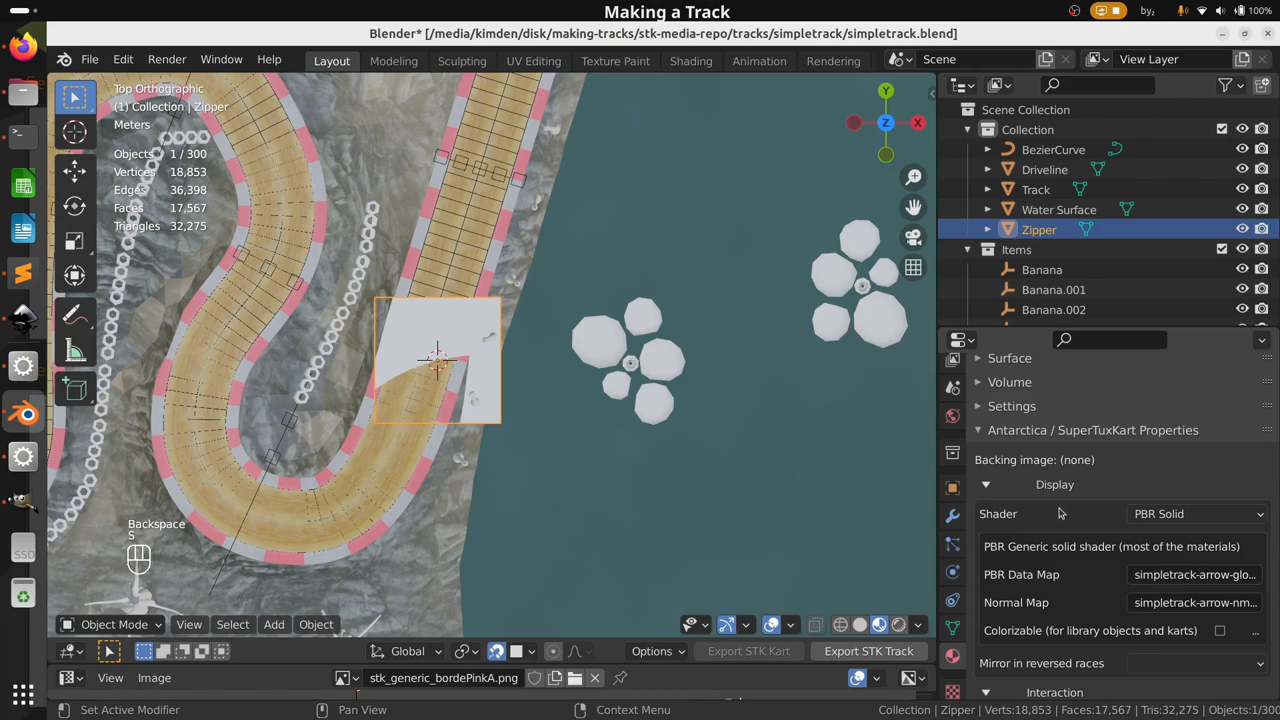 Making a Track
by₂
100%
Blender* [/media/kimden/disk/making-tracks/stk-media-repo/tracks/simpletrack/simpletrack.blend]
File Edit Render Window Help
Layout Modeling Sculpting UV Editing Texture Paint Shading Animation Rendering
Scene
View Layer
Top Orthographic
(1) Collection | Zipper
Meters
Objects 1 / 300
Vertices 18,853
Edges 36,398
Faces 17,567
Triangles 32,275
Y
Z
X
Backspace
S
Scene Collection
Collection
BezierCurve
Driveline
Track
Water Surface
Zipper
Items
Banana
Banana.001
Banana.002
Surface
Volume
Settings
Antarctica / SuperTuxKart Properties
Backing image: (none)
Display
Shader PBR Solid
PBR Generic solid shader (most of the materials)
PBR Data Map simpletrack-arrow-glo...
Normal Map simpletrack-arrow-nm...
Colorizable (for library objects and karts) ...
Mirror in reversed races
Interaction
SSD
Object Mode View Select Add Object
Global Options Export STK Kart Export STK Track
View Image stk_generic_bordePinkA.png
Set Active Modifier Pan View Context Menu Collection | Zipper | Verts:18,853 | Faces:17,567 | Tris:32,275 | Objects:1/300